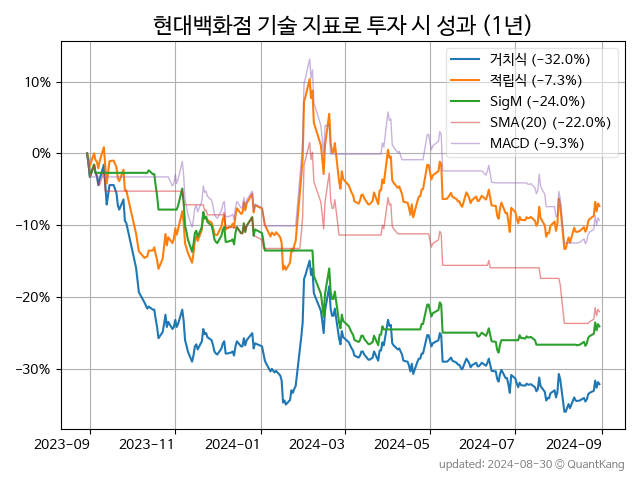 현대백화점 기술 지표로 투자 시 성과 (1년)
거치식 (-32.0%)
적립식 (-7.3%)
SigM (-24.0%)
SMA(20) (-22.0%)
MACD (-9.3%)
10%
0%
−10%
−20%
−30%
2023-09 2023-11 2024-01 2024-03 2024-05 2024-07 2024-09
updated: 2024-08-30 © QuantKang